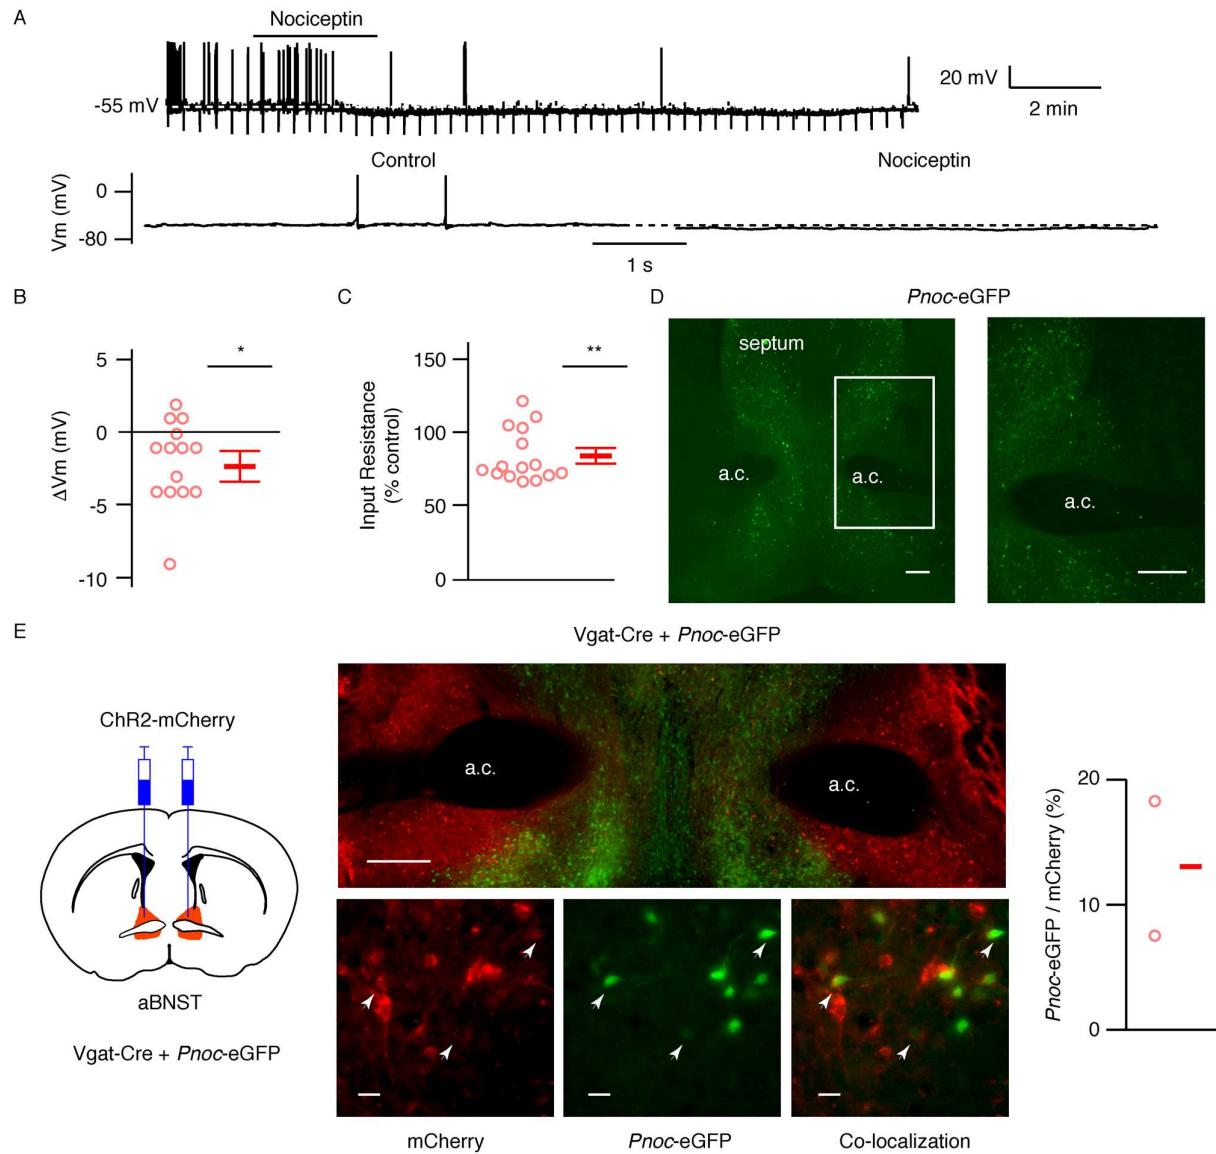 A
Nociceptin
-55 mV
20 mV
2 min
Control
Nociceptin
Vm (mV)
0
-80
1 s
B
C
D
Pnoc-eGFP
ΔVm (mV)
5
0
-5
-10
*
Input Resistance
(% control)
150
100
50
0
**
septum
a.c.
a.c.
a.c.
E
Vgat-Cre + Pnoc-eGFP
ChR2-mCherry
aBNST
Vgat-Cre + Pnoc-eGFP
a.c.
a.c.
mCherry
Pnoc-eGFP
Co-localization
Pnoc-eGFP / mCherry (%)
20
10
0